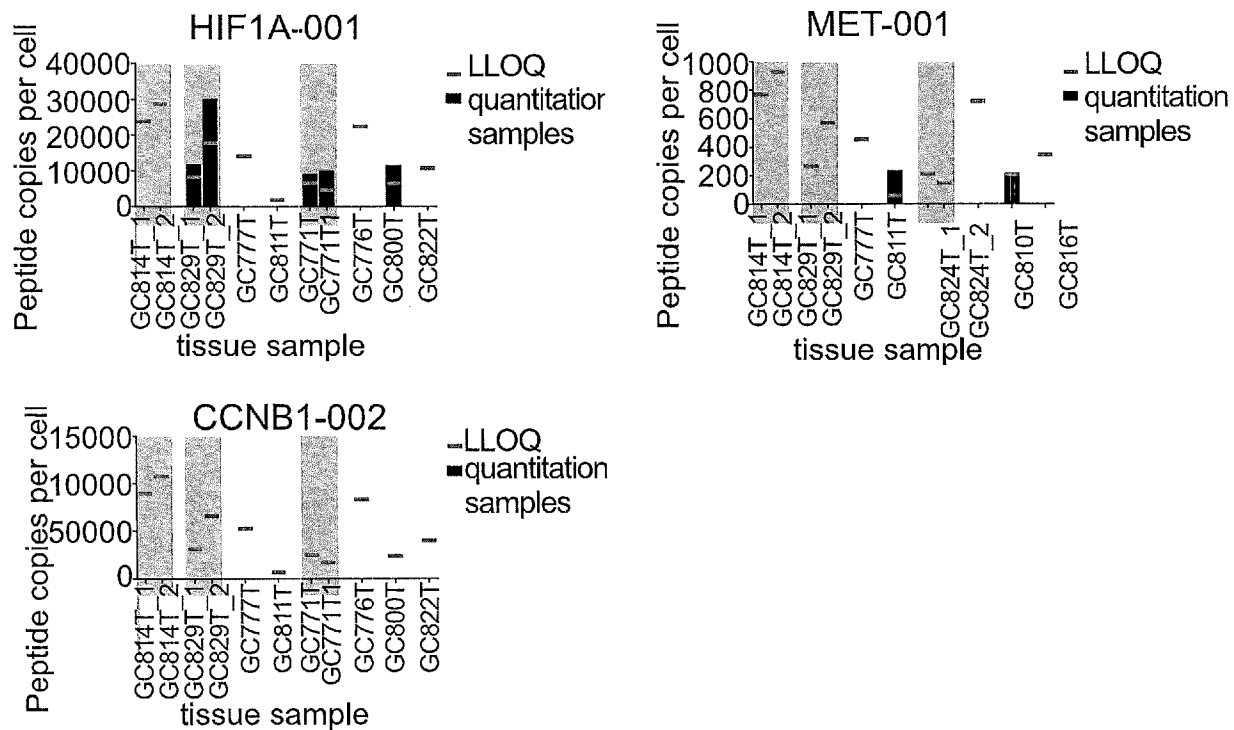 HIF1A-001
Peptide copies per cell
40000
30000
20000
10000
0
LLOQ
quantitatior
samples
GC814T_1
GC814T_2
GC829T_1
GC829T_2
GC777T
GC811T
GC771T
GC771T1
GC776T
GC800T
GC822T
tissue sample
MET-001
Peptide copies per cell
1000
800
600
400
200
0
LLOQ
quantitation
samples
GC814T_1
GC814T_2
GC829T_1
GC829T_2
GC777T
GC811T
GC824T_1
GC824T_2
GC810T
GC816T
tissue sample
CCNB1-002
Peptide copies per cell
15000
10000
50000
0
LLOQ
quantitation
samples
GC814T_1
GC814T_2
GC829T_1
GC829T_2
GC777T
GC811T
GC771T
GC771T1
GC776T
GC800T
GC822T
tissue sample